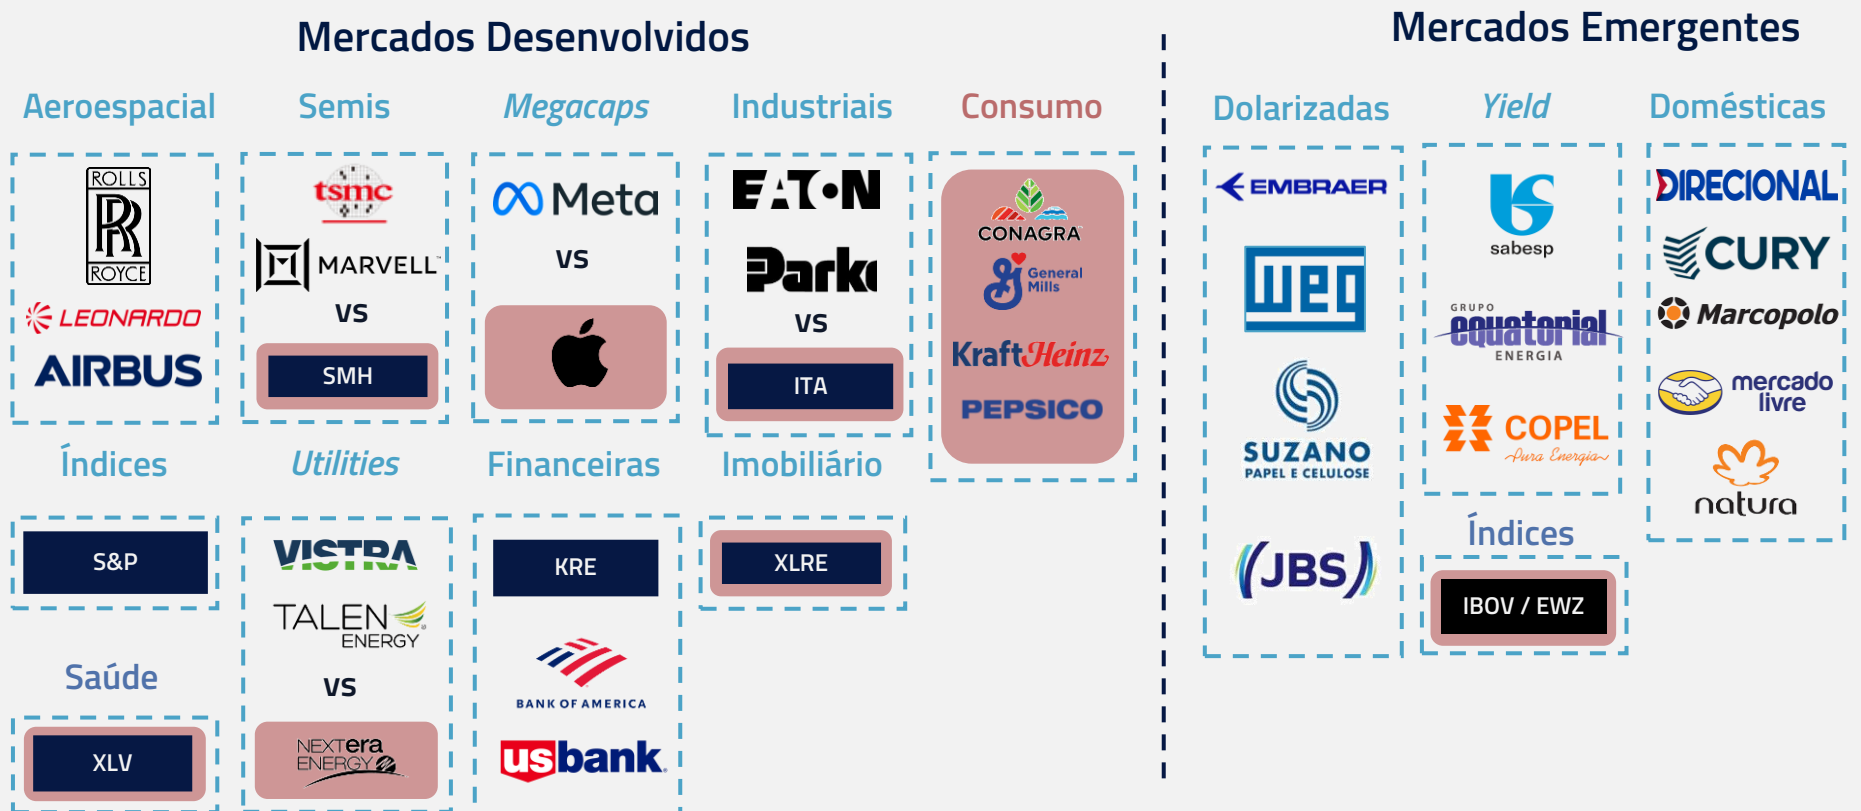 Mercados Desenvolvidos
Aeroespacial
ROLLS
RR
ROYCE
LEONARDO
AIRBUS
Semis
tsmc
MARVELL
VS
SMH
Megacaps
Meta
VS
Industriais
EATON
Park
VS
ITA
Consumo
CONAGRA
General
Mills
KraftHeinz
PEPSICO
Índices
S&P
Saúde
XLV
Utilities
VISTRA
TALEN
ENERGY
VS
NEXTera
ENERGY
Financeiras
KRE
BANK OF AMERICA
usbank
Imobiliário
XLRE
Mercados Emergentes
Dolarizadas
EMBRAER
weg
SUZANO
PAPEL E CELULOSE
JBS
Yield
sabesp
GRUPO
equatorial
ENERGIA
COPEL
Pura Energia
Índices
IBOV / EWZ
Domésticas
DIRECIONAL
CURY
Marcopolo
mercado
livre
natura